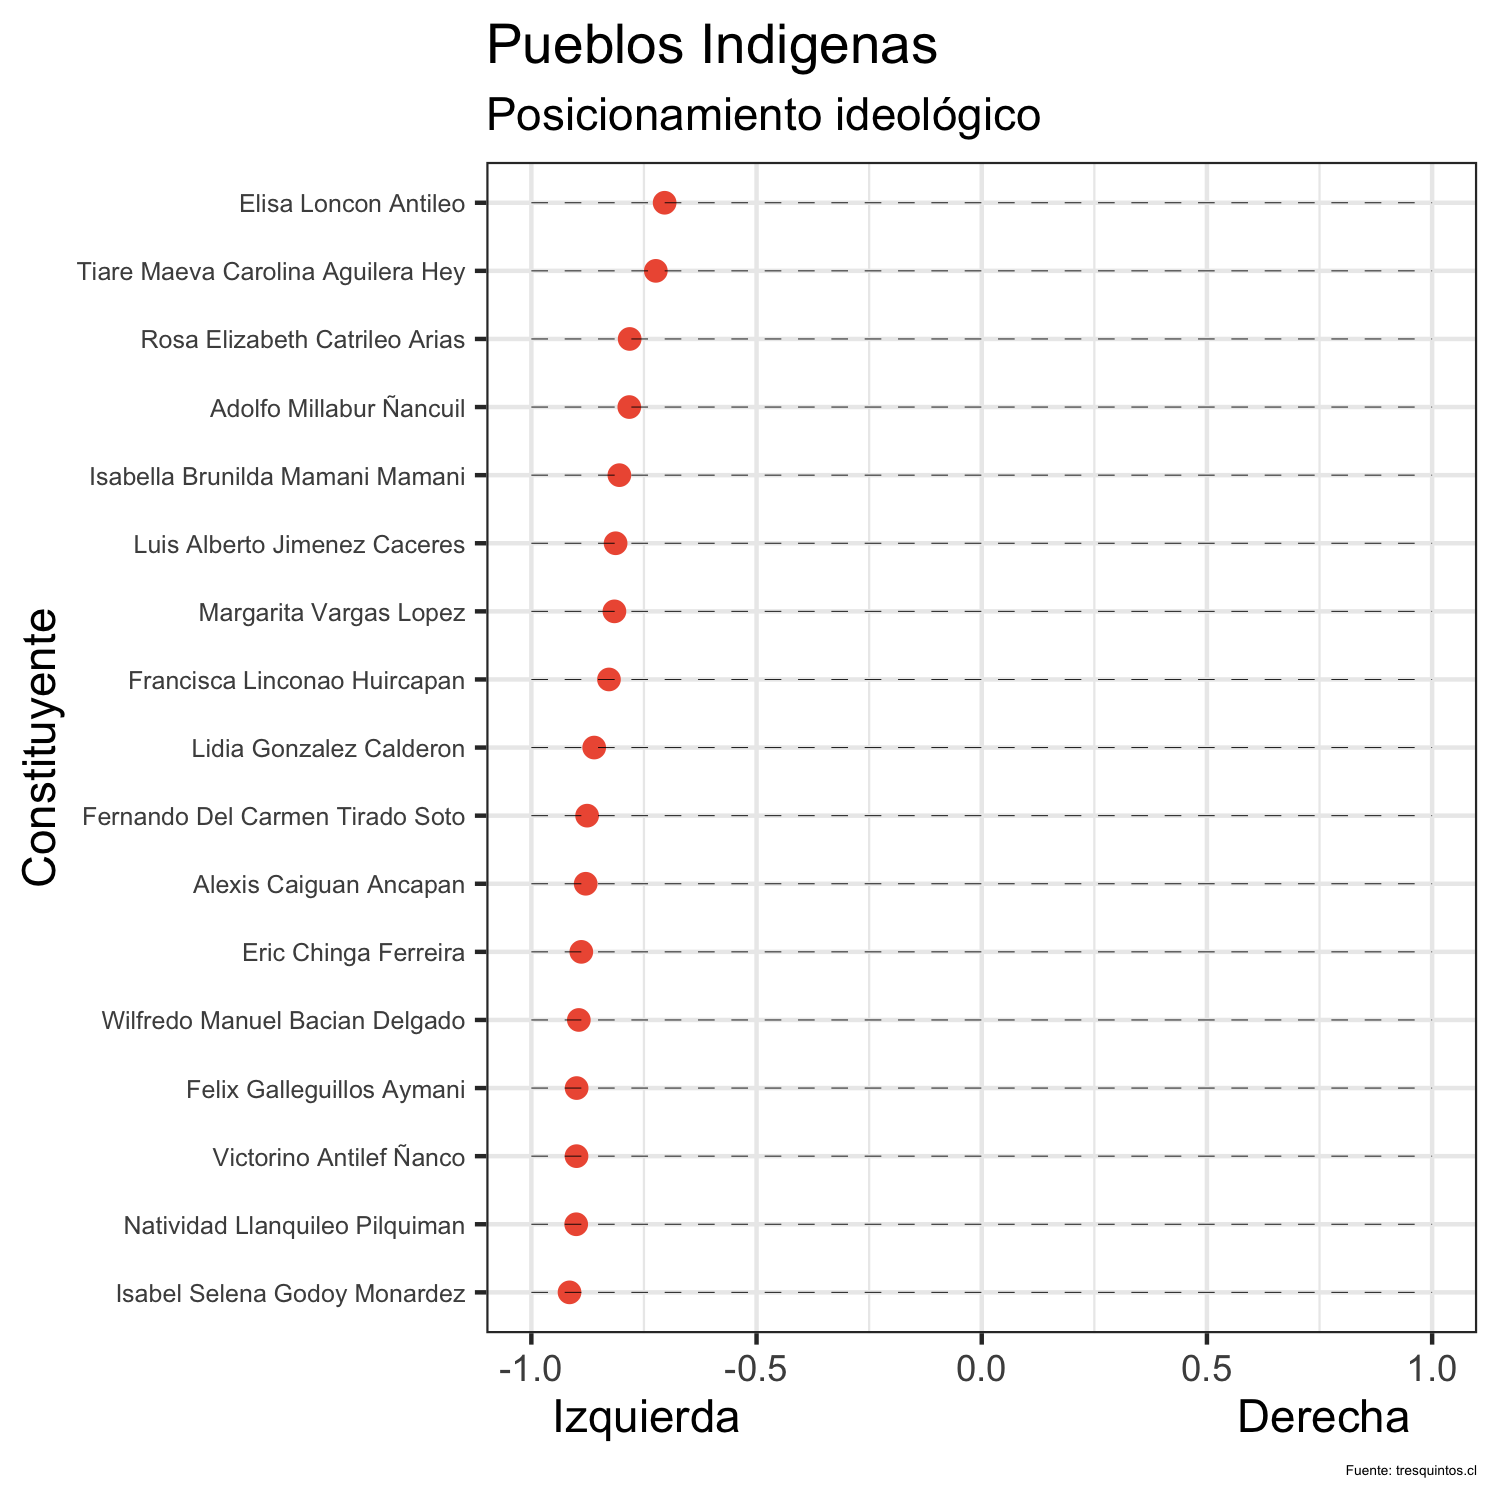 Pueblos Indigenas
Posicionamiento ideológico
Constituyente
Elisa Loncon Antileo
Tiare Maeva Carolina Aguilera Hey
Rosa Elizabeth Catrileo Arias
Adolfo Millabur Ñancuil
Isabella Brunilda Mamani Mamani
Luis Alberto Jimenez Caceres
Margarita Vargas Lopez
Francisca Linconao Huircapan
Lidia Gonzalez Calderon
Fernando Del Carmen Tirado Soto
Alexis Caiguan Ancapan
Eric Chinga Ferreira
Wilfredo Manuel Bacian Delgado
Felix Galleguillos Aymani
Victorino Antilef Ñanco
Natividad Llanquileo Pilquiman
Isabel Selena Godoy Monardez
-1.0 -0.5 0.0 0.5 1.0
Izquierda Derecha
Fuente: tresquintos.cl